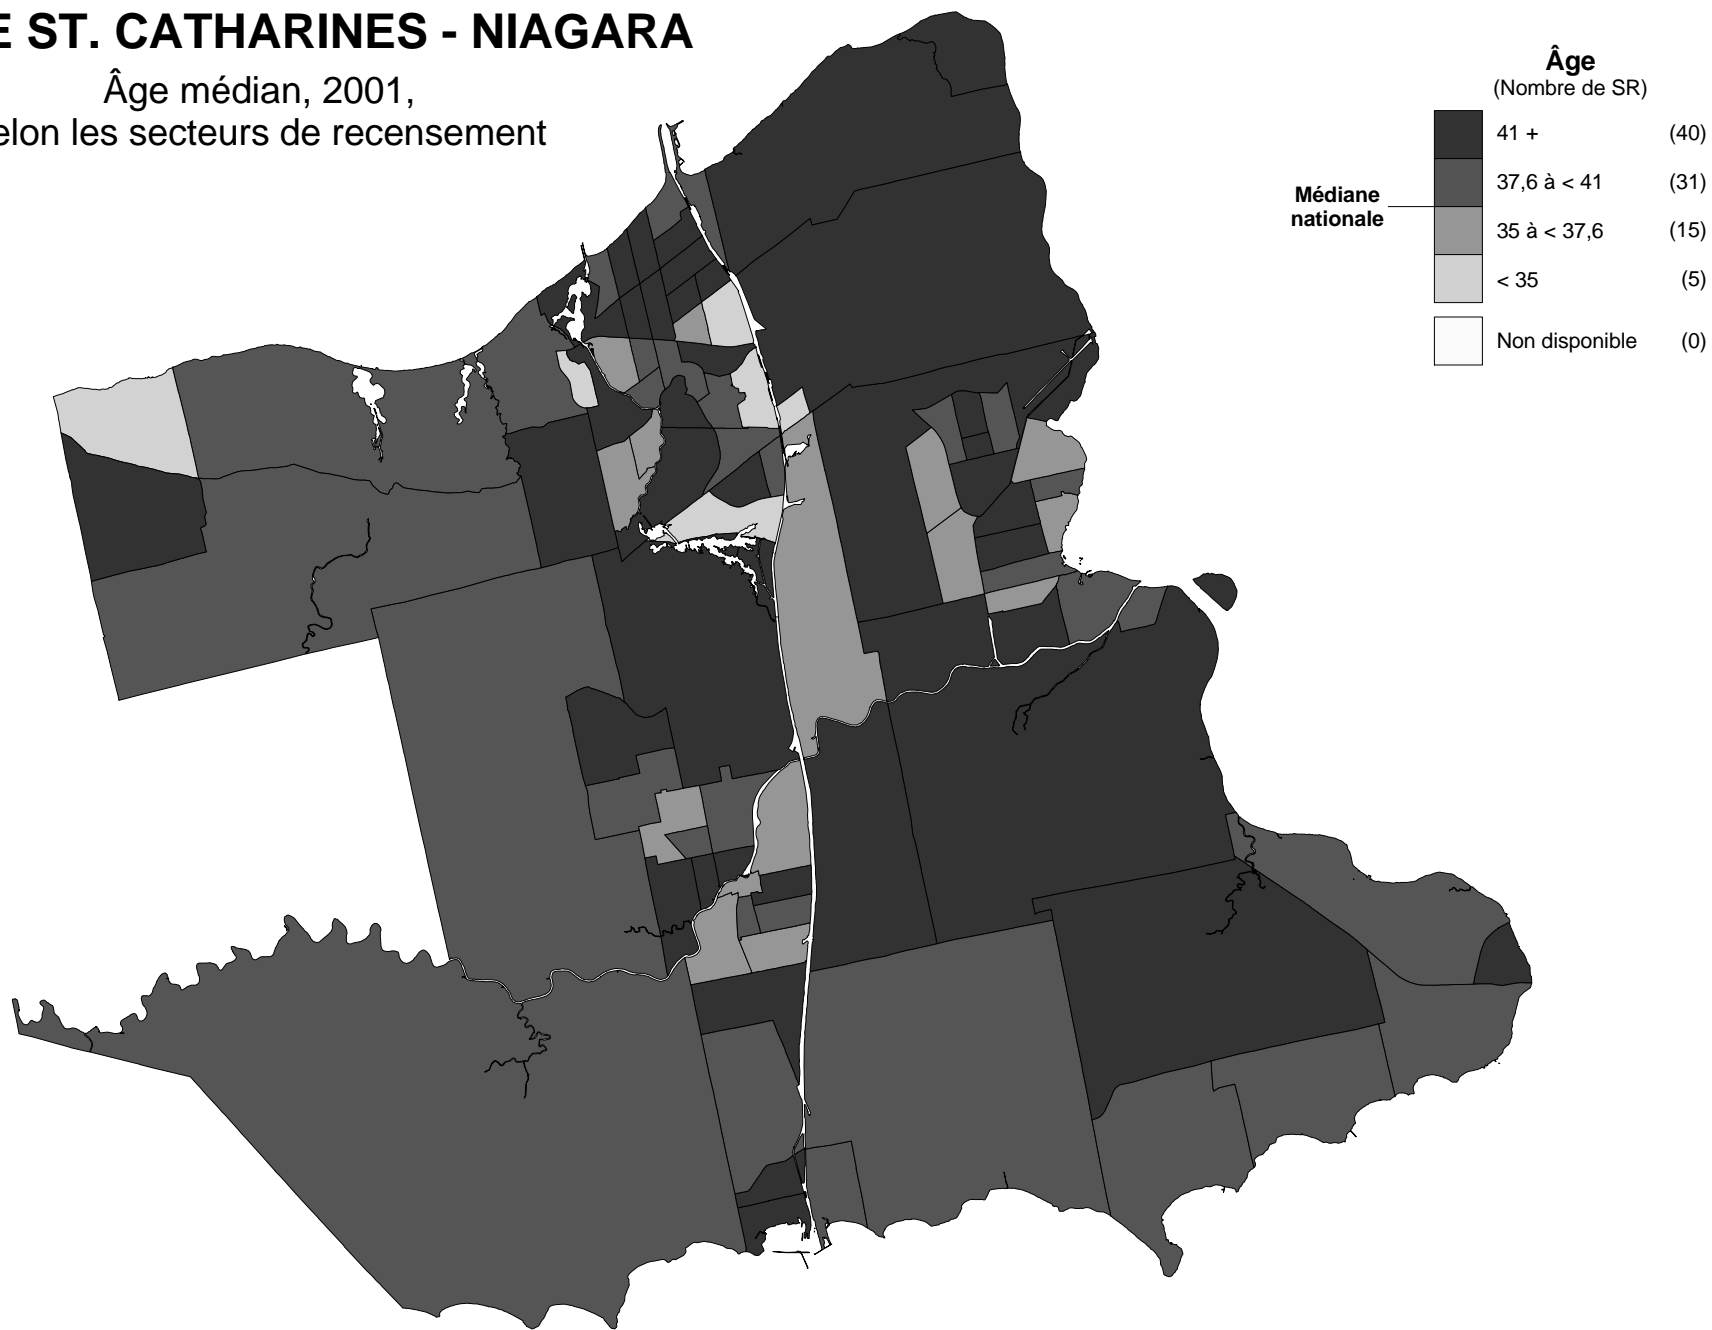 E ST. CATHARINES - NIAGARA
Âge médian, 2001,
elon les secteurs de recensement
Âge
(Nombre de SR)
41 + (40)
37,6 à < 41 (31)
Médiane
nationale
35 à < 37,6 (15)
< 35 (5)
Non disponible (0)